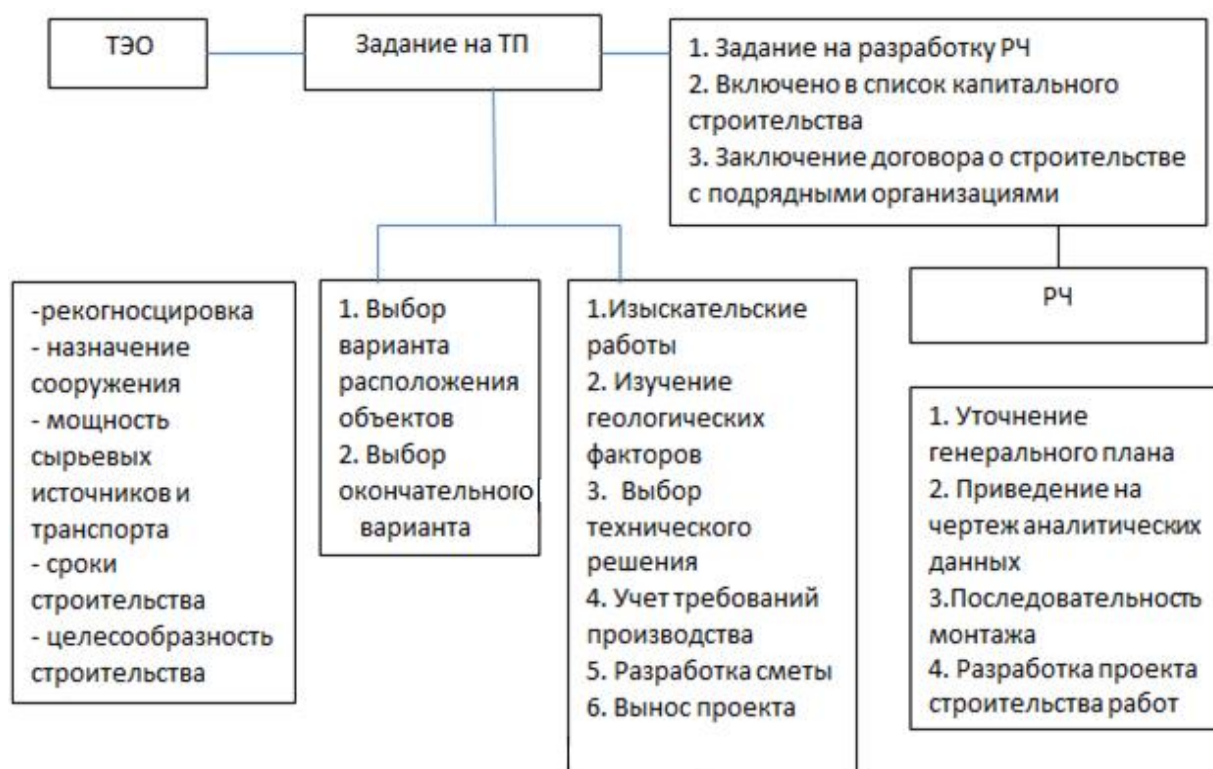 ТЭО
Задание на ТП
1. Задание на разработку РЧ
2. Включено в список капитального
строительства
3. Заключение договора о строительстве
с подрядными организациями
-рекогносцировка
- назначение
сооружения
- мощность
сырьевых
источников и
транспорта
- сроки
строительства
- целесообразность
строительства
1. Выбор
варианта
расположения
объектов
2. Выбор
окончательного
варианта
1.Изыскательские
работы
2. Изучение
геологических
факторов
3. Выбор
технического
решения
4. Учет требований
производства
5. Разработка сметы
6. Вынос проекта
РЧ
1. Уточнение
генерального плана
2. Приведение на
чертеж аналитических
данных
3.Последовательность
монтажа
4. Разработка проекта
строительства работ